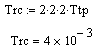 Trc := 2·2·2·Ttp
Trc = 4 × 10⁻³